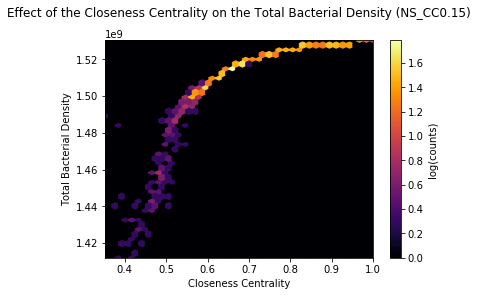 Effect of the Closeness Centrality on the Total Bacterial Density (NS_CC0.15)
1e9
1.52
1.50
1.48
1.46
1.44
1.42
Total Bacterial Density
0.4 0.5 0.6 0.7 0.8 0.9 1.0
Closeness Centrality
1.6
1.4
1.2
1.0
0.8
0.6
0.4
0.2
0.0
log(counts)